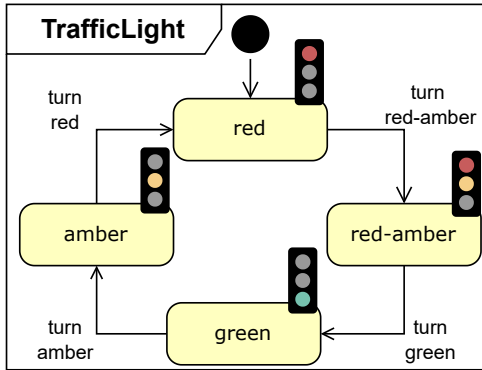 TrafficLight
turn
red
red
turn
red-amber
amber
red-amber
turn
amber
green
turn
green